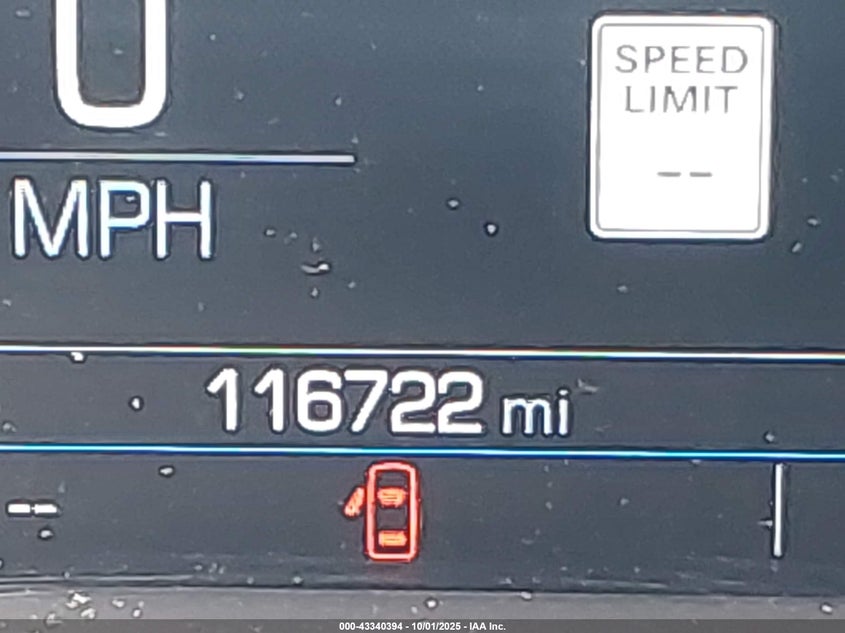 0
SPEED
LIMIT
--
MPH
116722 mi
--
000-43340394 - 10/01/2025 - IAA Inc.